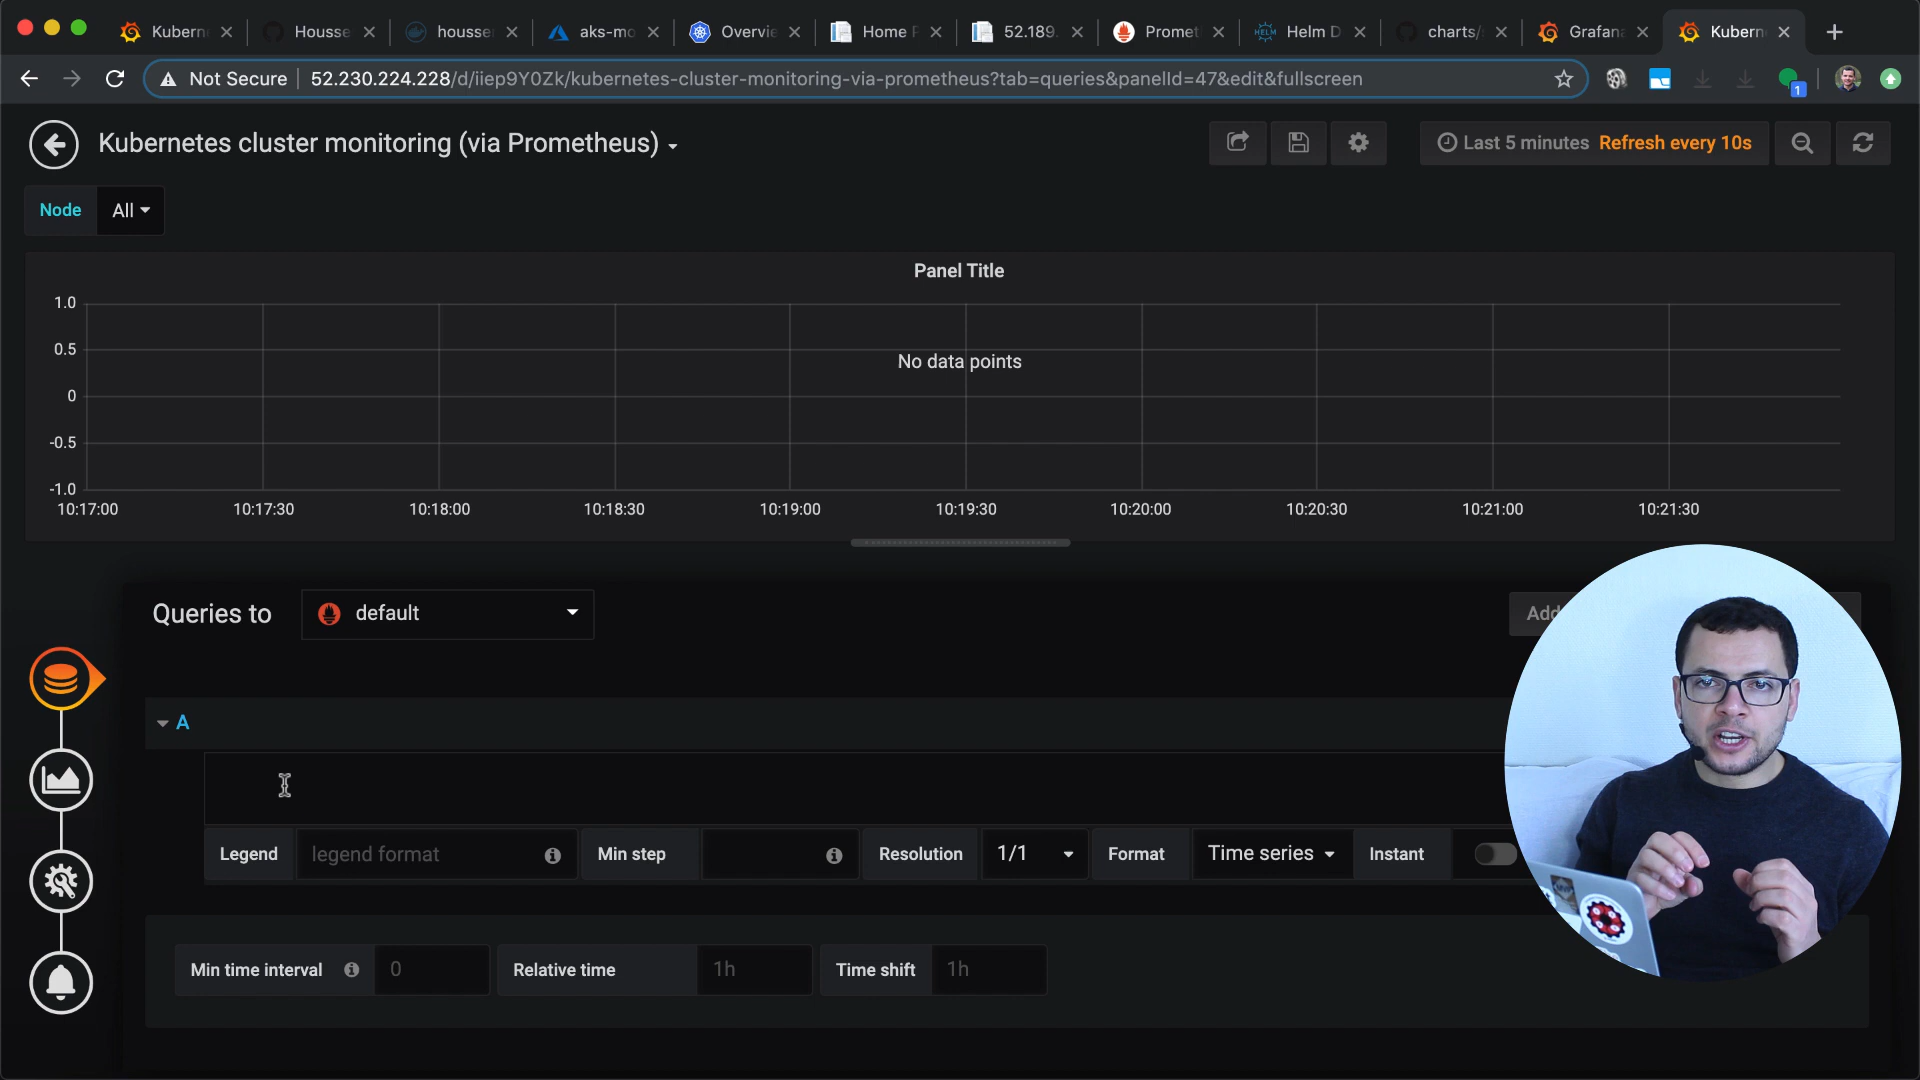 Kubern
Housse
housse
aks-mo
Overvie
Home P
52.189.
Promet
HELM
Helm D
charts/
Grafana
Kubern
Not Secure
52.230.224.228/d/iiep9Y0Zk/kubernetes-cluster-monitoring-via-prometheus?tab=queries&panelId=47&edit&fullscreen
1
Kubernetes cluster monitoring (via Prometheus)
Last 5 minutes Refresh every 10s
Node All
Panel Title
1.0
0.5
0
-0.5
-1.0
No data points
10:17:00 10:17:30 10:18:00 10:18:30 10:19:00 10:19:30 10:20:00 10:20:30 10:21:00 10:21:30
Queries to default
Add
A
Legend legend format Min step Resolution 1/1 Format Time series Instant
Min time interval 0 Relative time 1h Time shift 1h